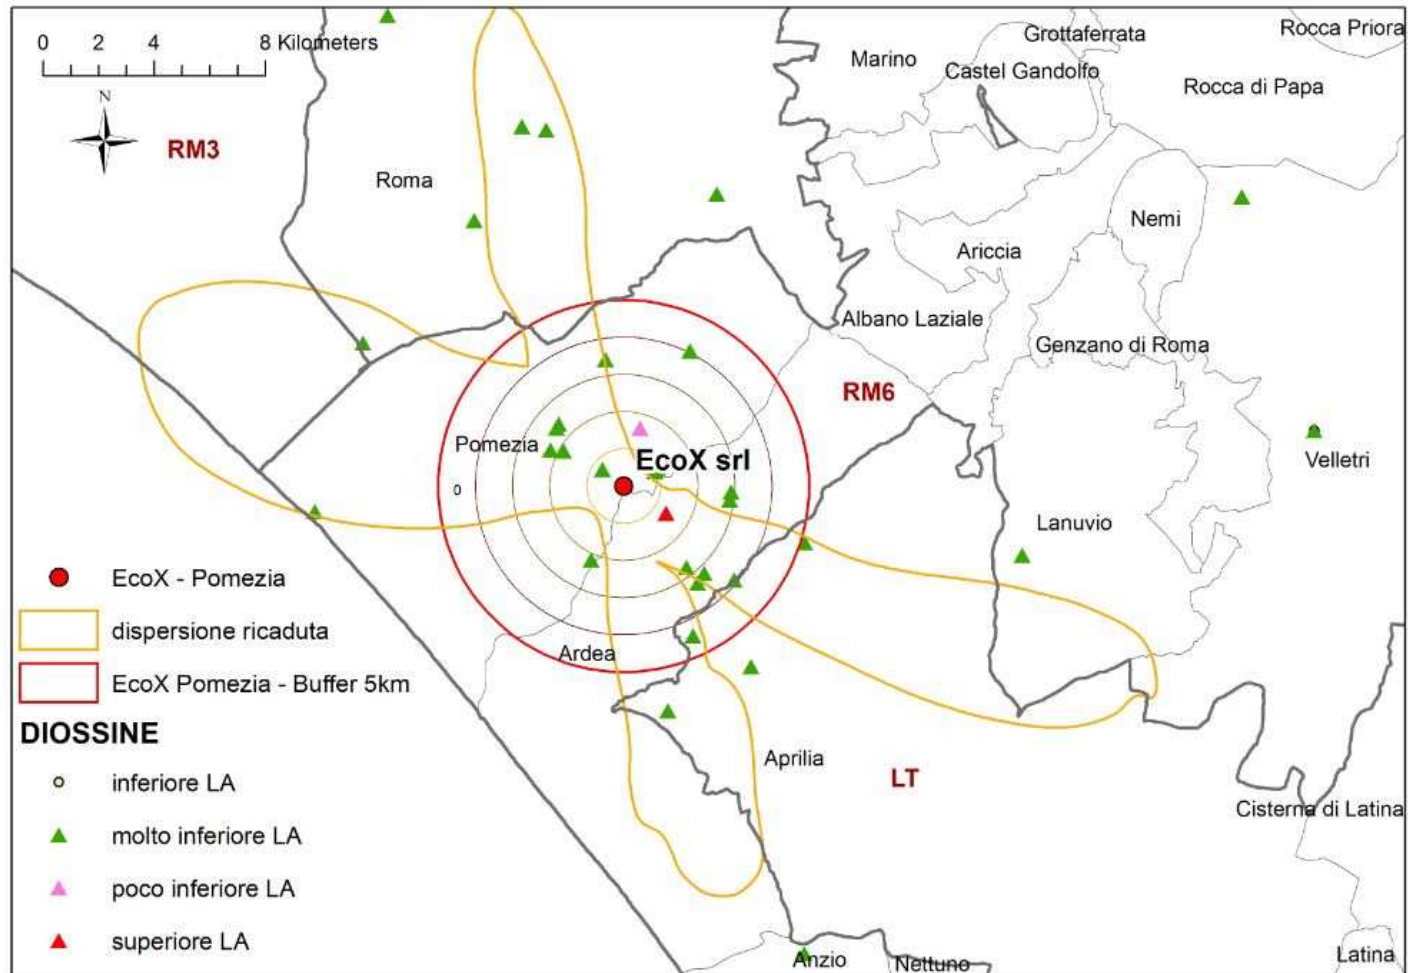 0 2 4 8 Kilometers
N
RM3
Roma
Marino
Grottaferrata
Castel Gandolfo
Rocca Priora
Rocca di Papa
Nemi
Ariccia
Albano Laziale
Genzano di Roma
RM6
Pomezia
EcoX srl
0
Velletri
Lanuvio
Ardea
Aprilia
LT
Cisterna di Latina
Anzio
Nettuno
Latina
EcoX - Pomezia
dispersione ricaduta
EcoX Pomezia - Buffer 5km
DIOSSINE
inferiore LA
molto inferiore LA
poco inferiore LA
superiore LA